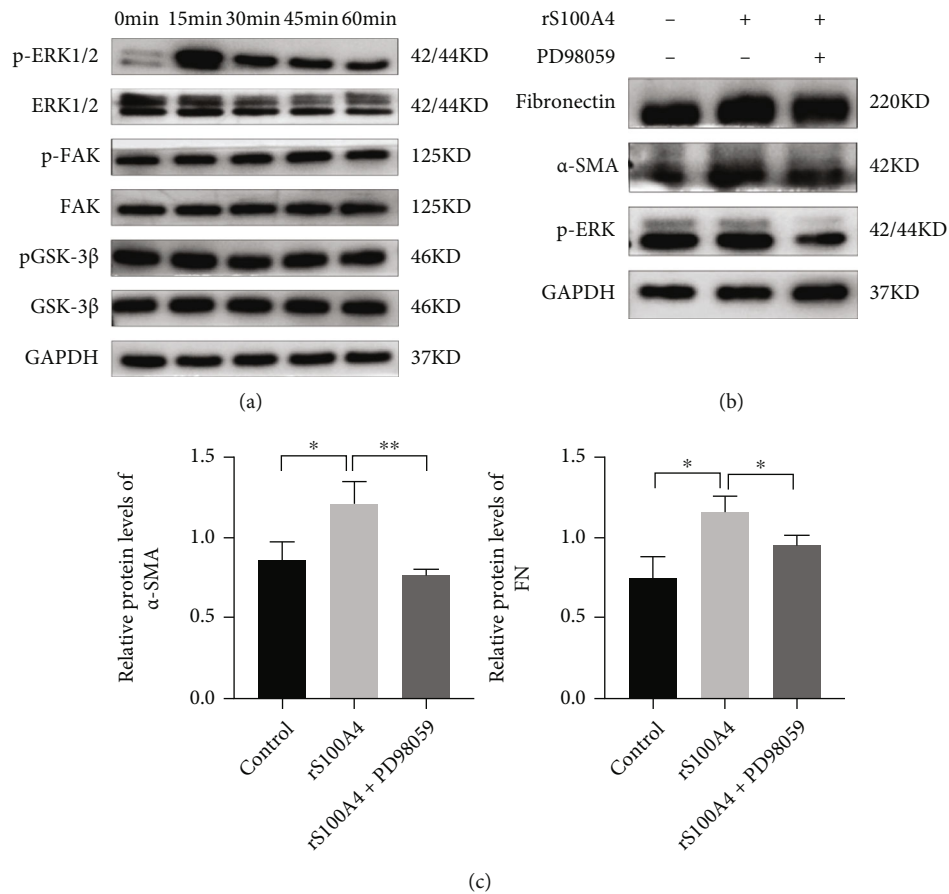 0min 15min 30min 45min 60min
p-ERK1/2 42/44KD
ERK1/2 42/44KD
p-FAK 125KD
FAK 125KD
pGSK-3β 46KD
GSK-3β 46KD
GAPDH 37KD
(a)
rS100A4 – + +
PD98059 – – +
Fibronectin 220KD
α-SMA 42KD
p-ERK 42/44KD
GAPDH 37KD
(b)
Relative protein levels of
α-SMA
1.5
1.0
0.5
0.0
* **
Control
rS100A4
rS100A4 + PD98059
Relative protein levels of
FN
1.5
1.0
0.5
0.0
* *
Control
rS100A4
rS100A4 + PD98059
(c)